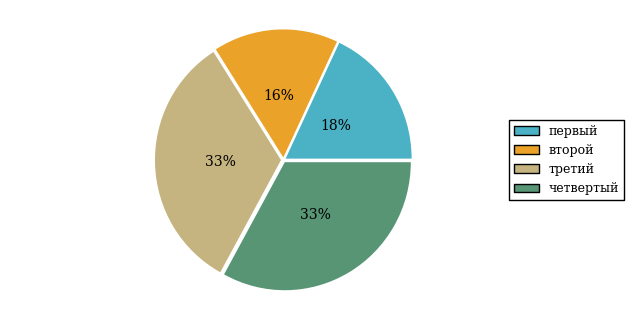 16%
18%
33%
33%
первый
второй
третий
четвертый